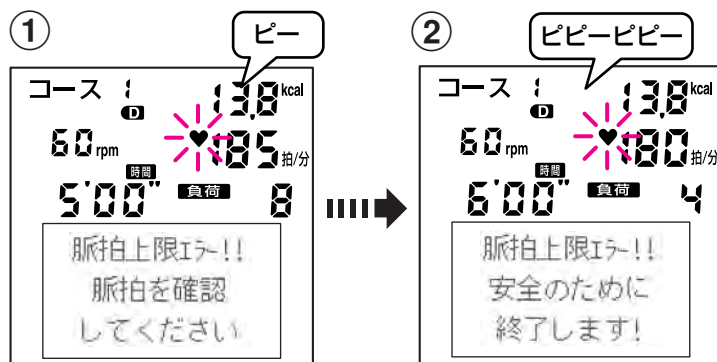 ①
ピー
コース 1
D
13.8 kcal
60 rpm
♥185 拍/分
時間
5'00"
負荷
8
脈拍上限エラー!!
脈拍を確認
してください
②
ピピーピピー
コース 1
D
13.8 kcal
60 rpm
♥180 拍/分
時間
6'00"
負荷
4
脈拍上限エラー!!
安全のために
終了します!